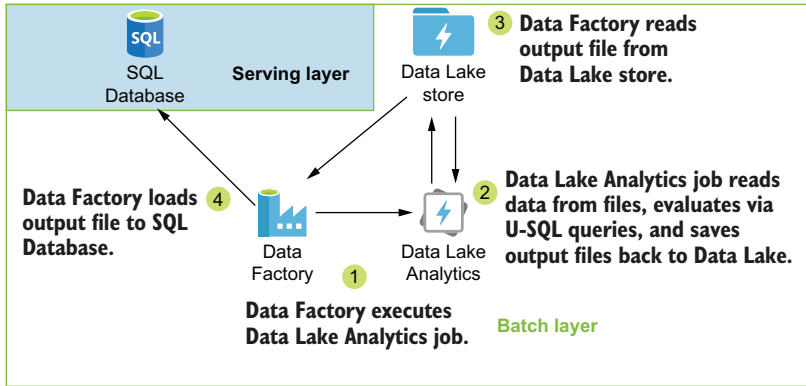 SQL
SQL
Database
Serving layer
Data Lake
store
3
Data Factory reads
output file from
Data Lake store.
Data Factory loads
output file to SQL
Database.
4
Data
Factory
Data Lake
Analytics
2
Data Lake Analytics job reads
data from files, evaluates via
U-SQL queries, and saves
output files back to Data Lake.
1
Data Factory executes
Data Lake Analytics job.
Batch layer